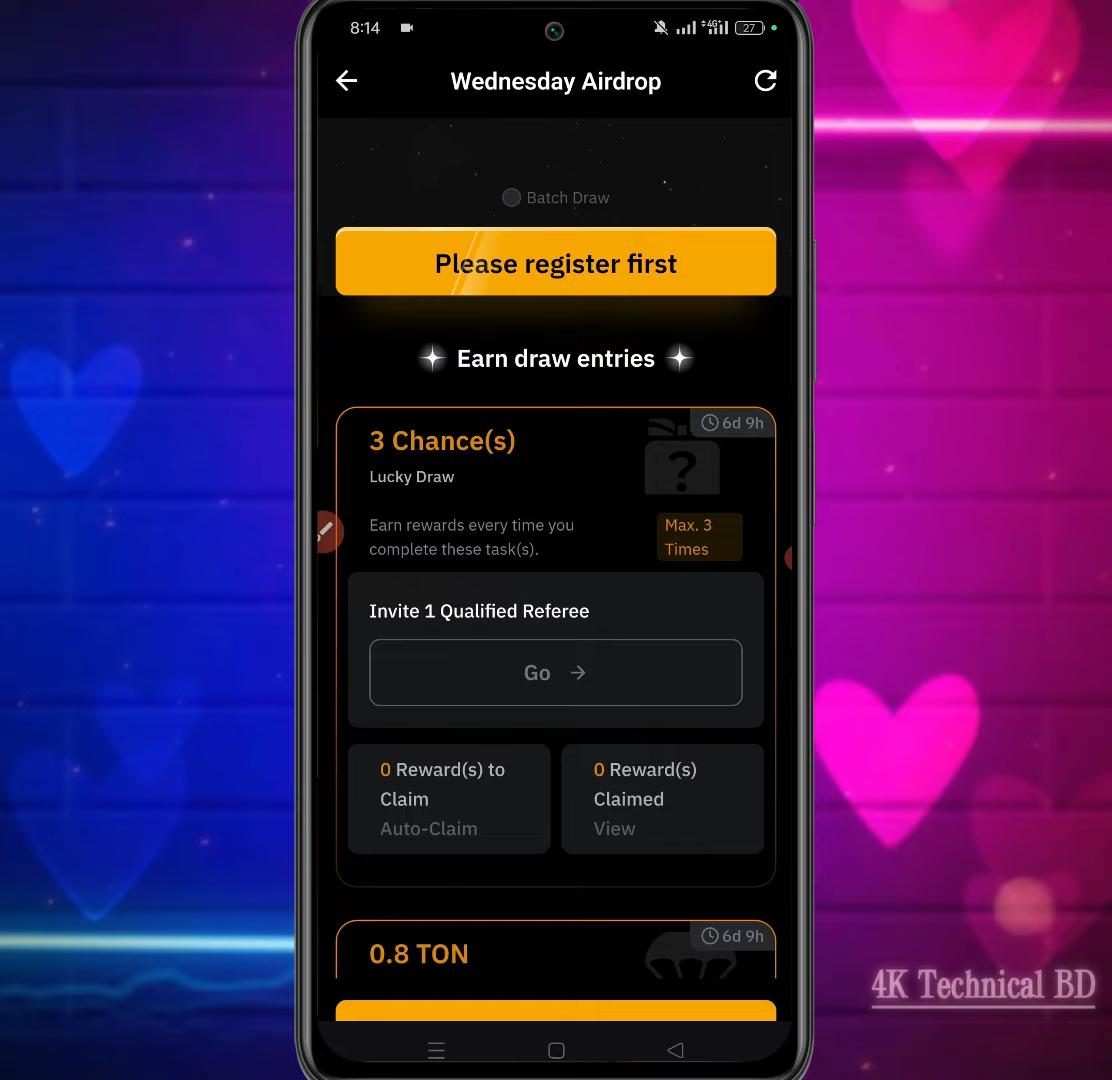 8:14
4G
27
Wednesday Airdrop
Batch Draw
Please register first
Earn draw entries
6d 9h
3 Chance(s)
Lucky Draw
Earn rewards every time you
complete these task(s).
Max. 3
Times
Invite 1 Qualified Referee
Go
0 Reward(s) to
Claim
Auto-Claim
0 Reward(s)
Claimed
View
6d 9h
0.8 TON
4K Technical BD